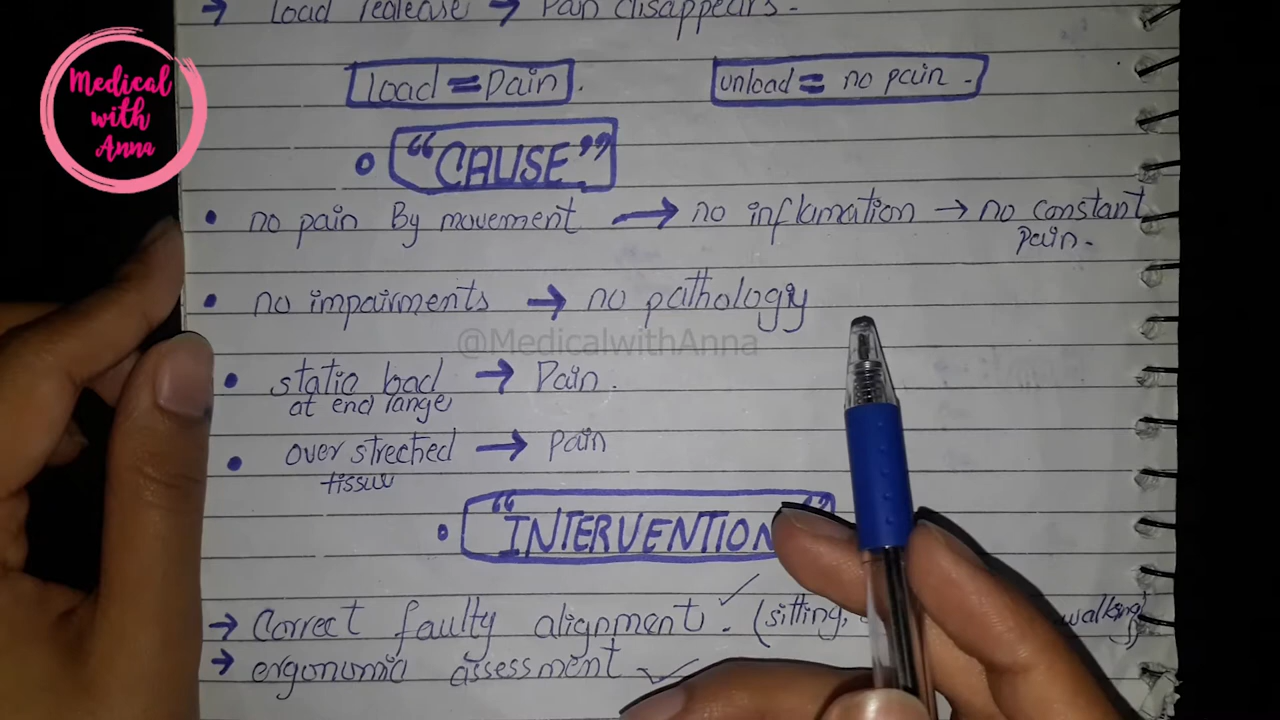 → Load realease → Pain disappears.
load = Pain. unload = no pain.
• "CAUSE"
• no pain By movement → no inflamation → no constant
pain.
• no impairments → no pathology
@MedicalwithAnna
• static load → Pain.
at end range
• over streched → pain
tissue
• "INTERVENTION"
→ Correct faulty alignment ✓. (sitting, walking)
→ ergonomic assessment ✓
Medical
with
Anna